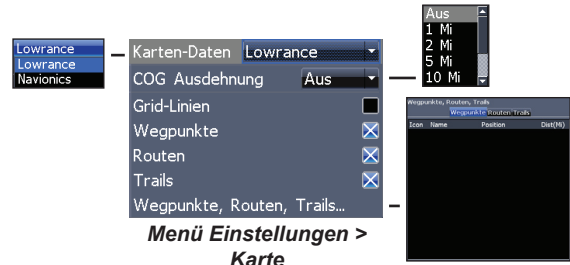 Lowrance
Lowrance
Navionics
Karten-Daten Lowrance
COG Ausdehnung Aus
Grid-Linien
Wegpunkte
Routen
Trails
Wegpunkte, Routen, Trails...
Menü Einstellungen >
Karte
Aus
1 Mi
2 Mi
5 Mi
10 Mi
Wegpunkte, Routen, Trails
Wegpunkte Routen Trails
Icon Name Position Dist(Mi)